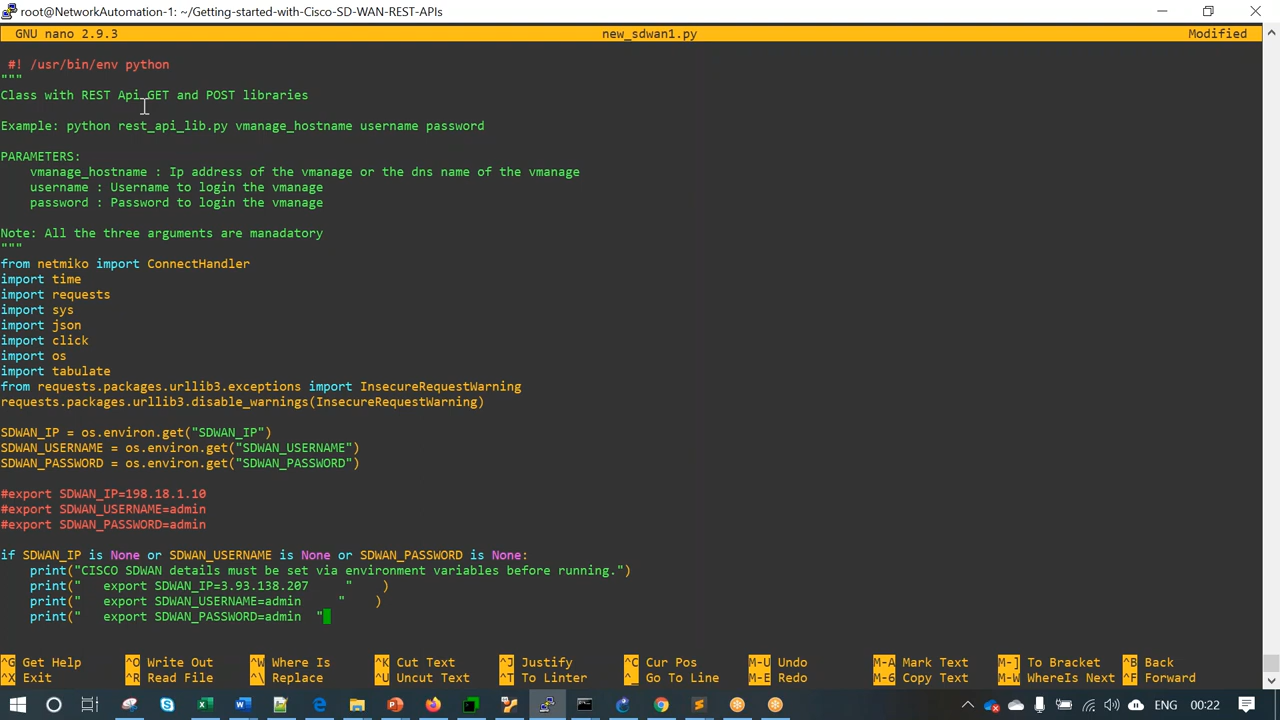 root@NetworkAutomation-1: ~/Getting-started-with-Cisco-SD-WAN-REST-APIs
GNU nano 2.9.3 new_sdwan1.py Modified
#! /usr/bin/env python
"""
Class with REST Api GET and POST libraries
Example: python rest_api_lib.py vmanage_hostname username password
PARAMETERS:
vmanage_hostname : Ip address of the vmanage or the dns name of the vmanage
username : Username to login the vmanage
password : Password to login the vmanage
Note: All the three arguments are manadatory
"""
from netmiko import ConnectHandler
import time
import requests
import sys
import json
import click
import os
import tabulate
from requests.packages.urllib3.exceptions import InsecureRequestWarning
requests.packages.urllib3.disable_warnings(InsecureRequestWarning)
SDWAN_IP = os.environ.get("SDWAN_IP")
SDWAN_USERNAME = os.environ.get("SDWAN_USERNAME")
SDWAN_PASSWORD = os.environ.get("SDWAN_PASSWORD")
#export SDWAN_IP=198.18.1.10
#export SDWAN_USERNAME=admin
#export SDWAN_PASSWORD=admin
if SDWAN_IP is None or SDWAN_USERNAME is None or SDWAN_PASSWORD is None:
print("CISCO SDWAN details must be set via environment variables before running.")
print("   export SDWAN_IP=3.93.138.207     "    )
print("   export SDWAN_USERNAME=admin     "    )
print("   export SDWAN_PASSWORD=admin  "
^G Get Help ^O Write Out ^W Where Is ^K Cut Text ^J Justify ^C Cur Pos M-U Undo M-A Mark Text M-] To Bracket ^B Back
^X Exit ^R Read File ^\ Replace ^U Uncut Text ^T To Linter ^_ Go To Line M-E Redo M-6 Copy Text M-W WhereIs Next ^F Forward
ENG 00:22